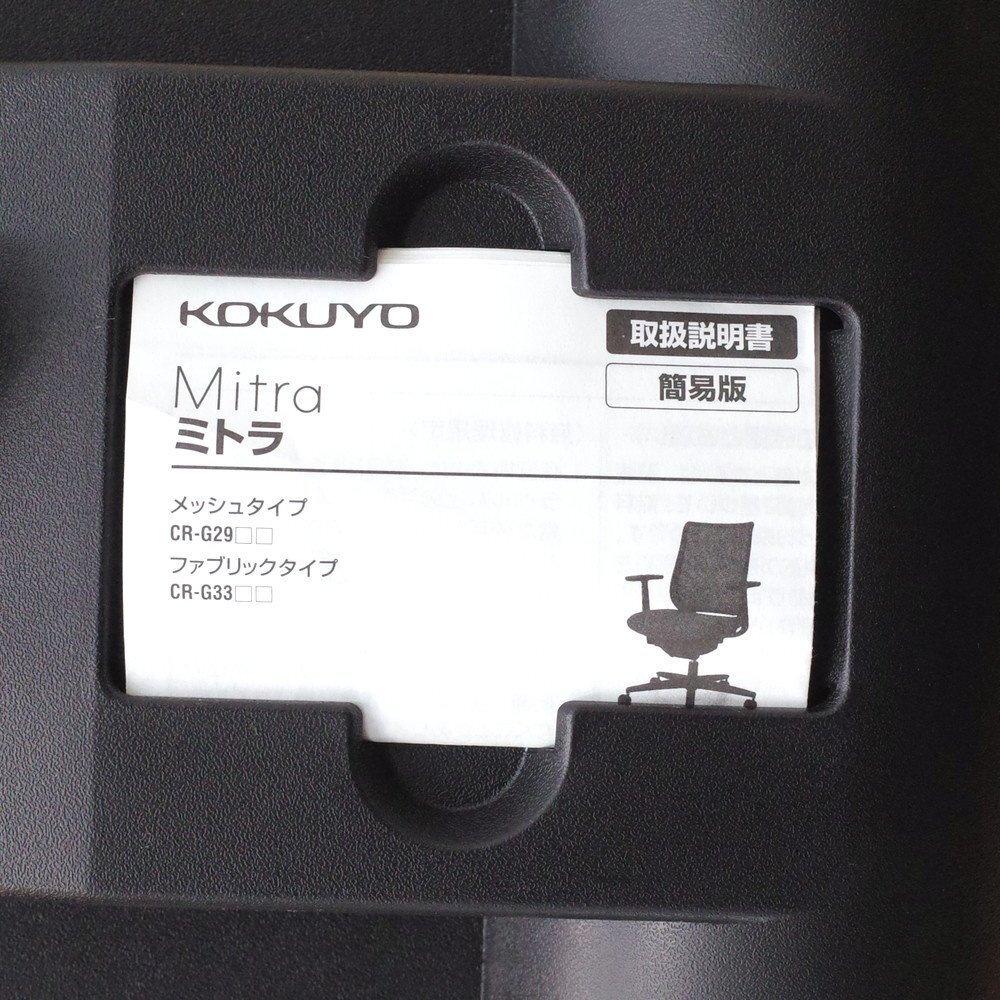 KOKUYO
取扱説明書
簡易版
Mitra
ミトラ
メッシュタイプ
CR-G29□□
ファブリックタイプ
CR-G33□□